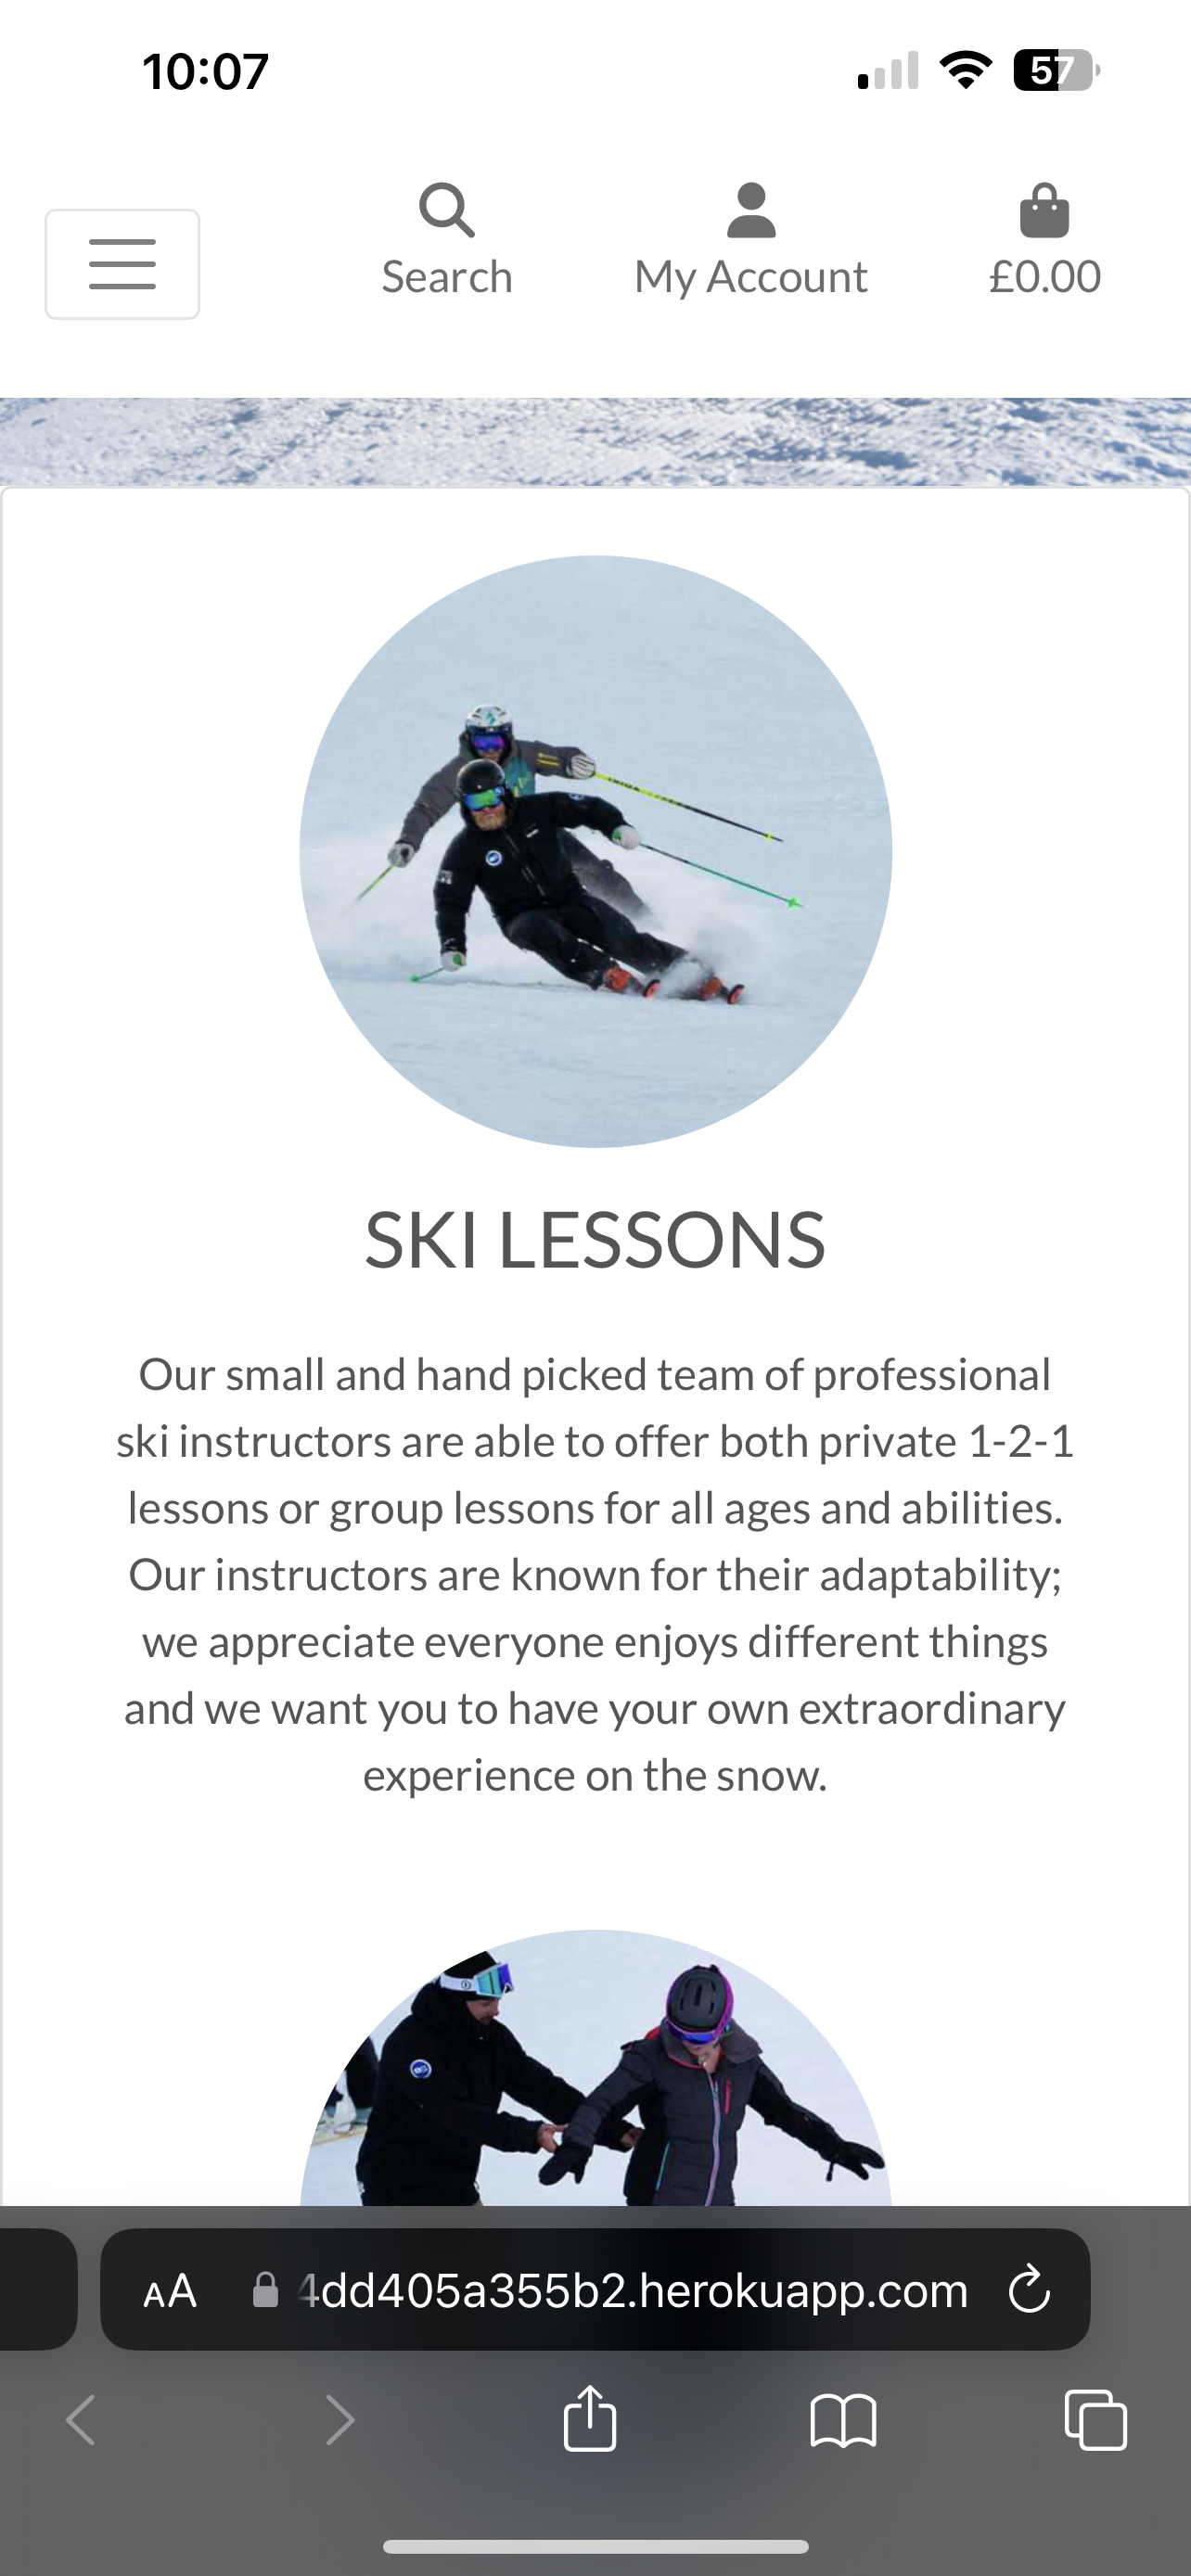 10:07
57
Search
My Account
£0.00
SKI LESSONS
Our small and hand picked team of professional
ski instructors are able to offer both private 1-2-1
lessons or group lessons for all ages and abilities.
Our instructors are known for their adaptability;
we appreciate everyone enjoys different things
and we want you to have your own extraordinary
experience on the snow.
AA
4dd405a355b2.herokuapp.com